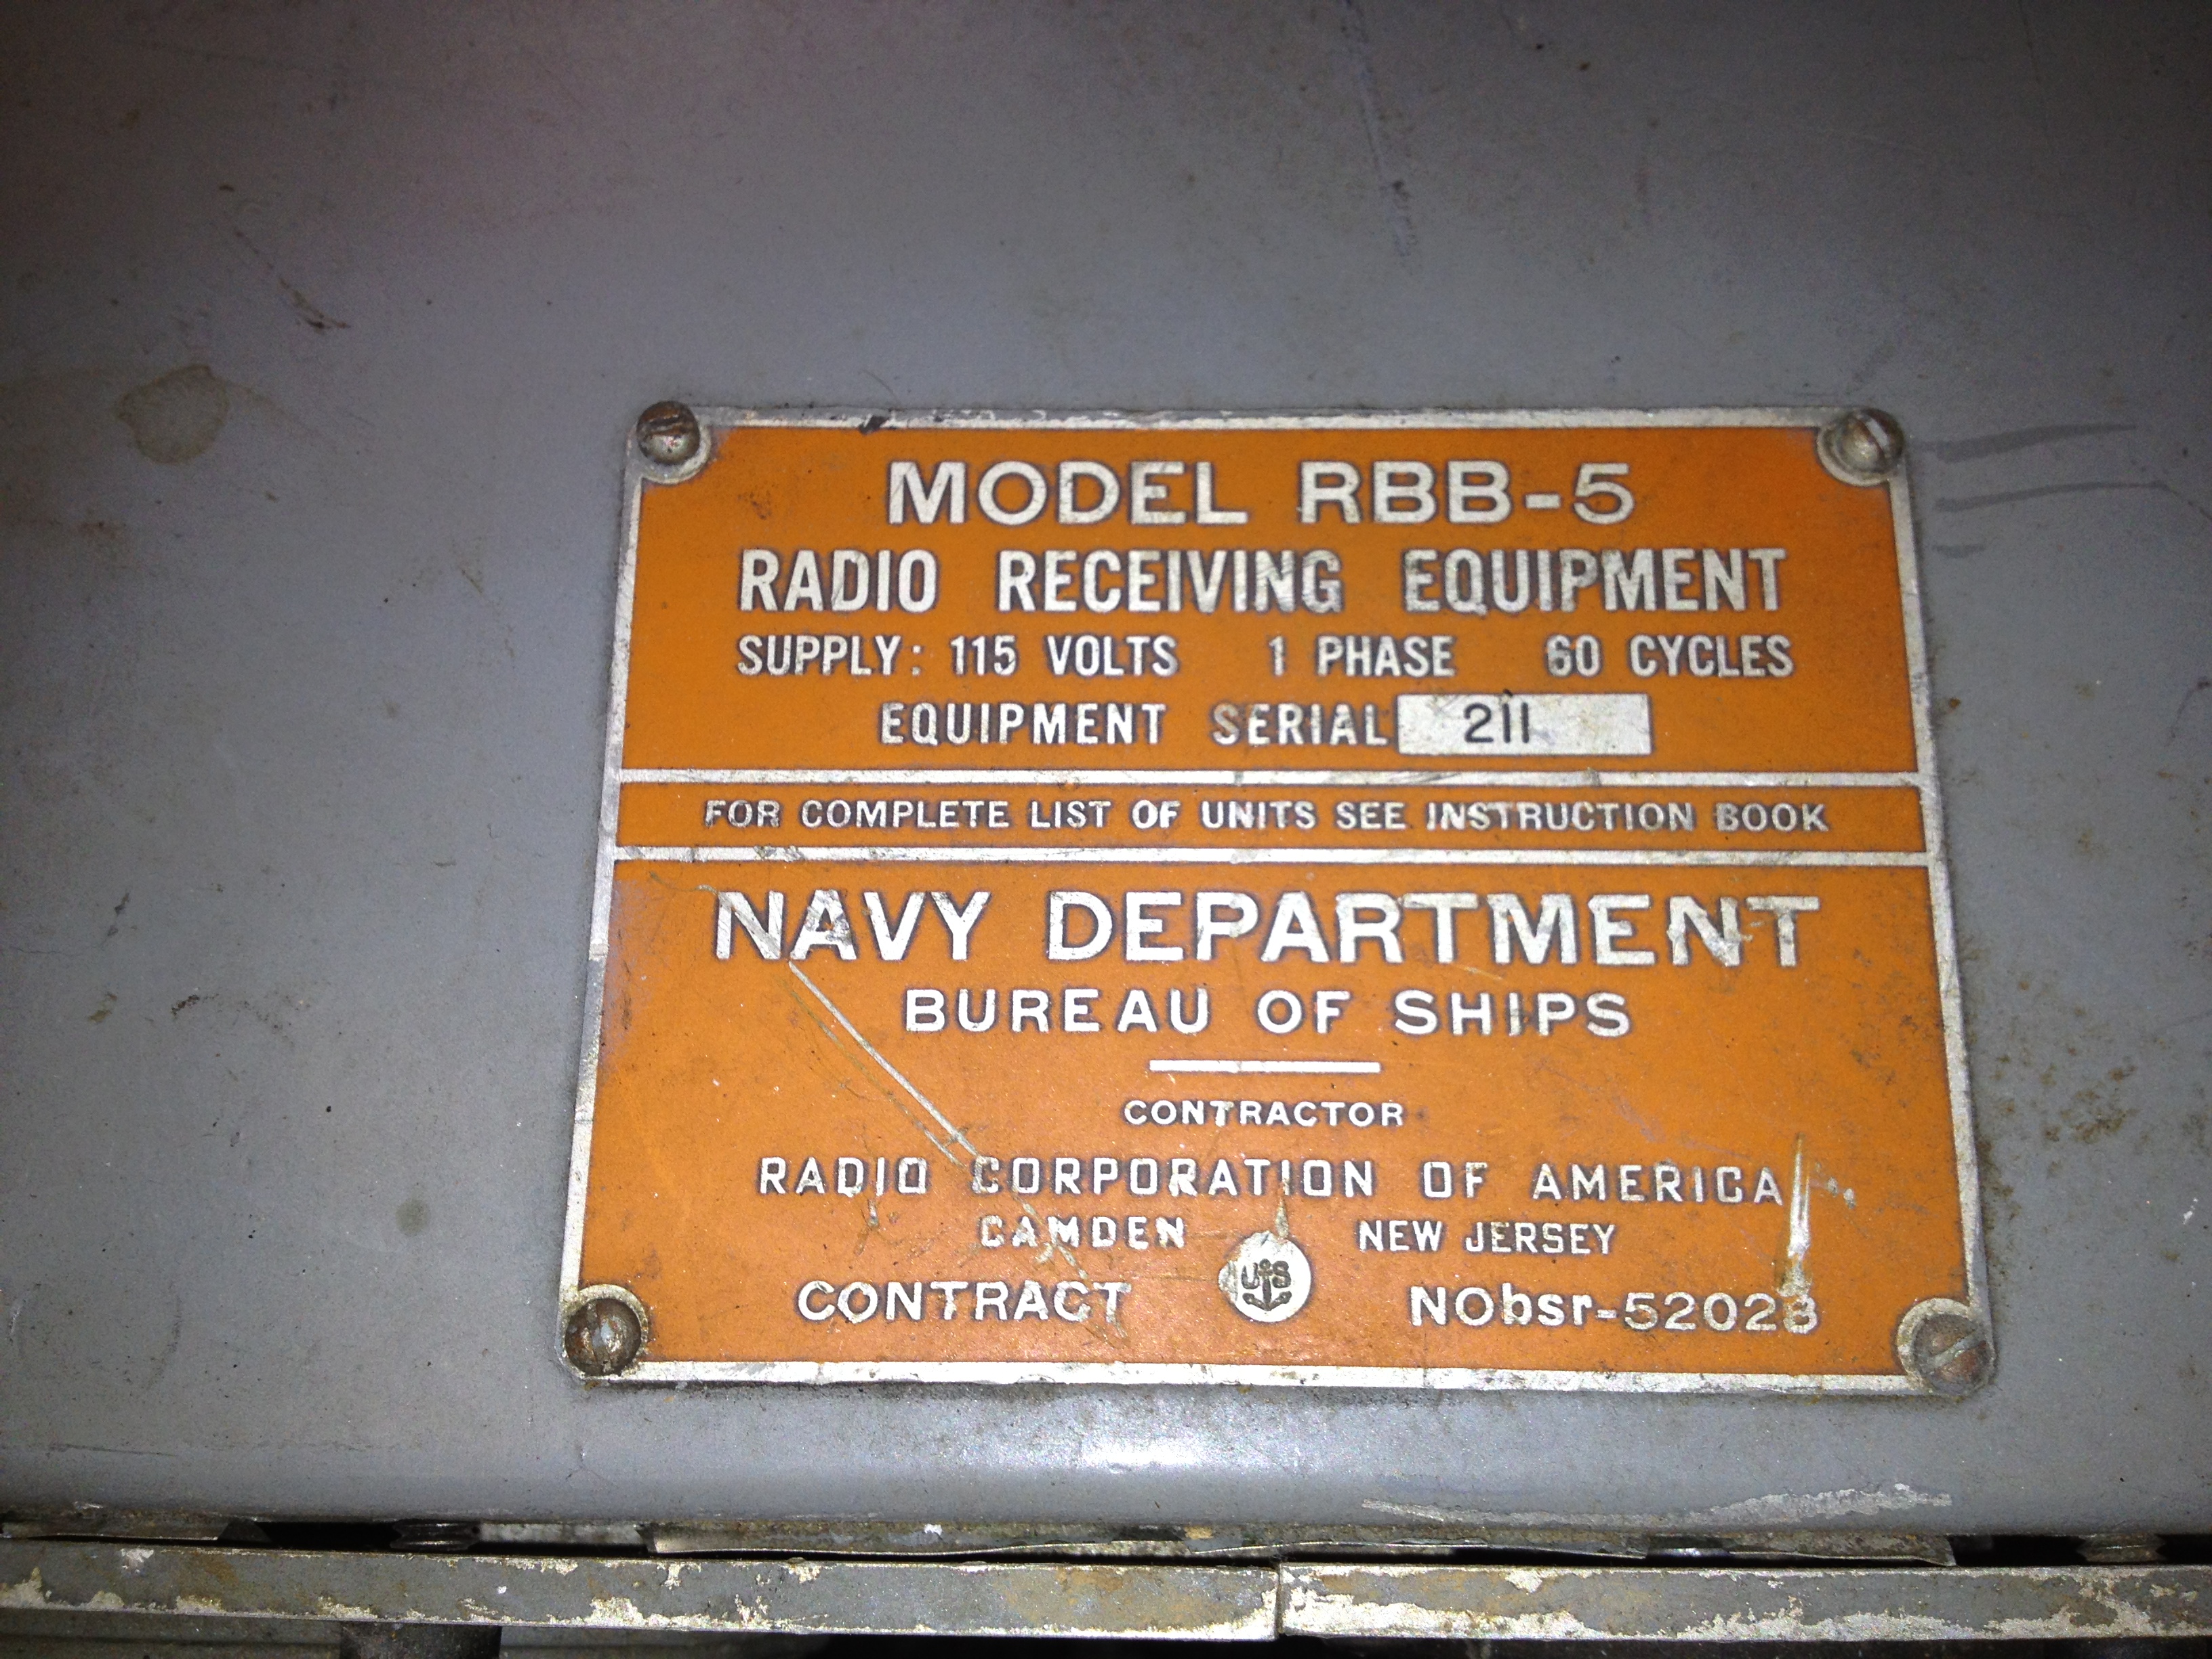 MODEL RBB-5
RADIO RECEIVING EQUIPMENT
SUPPLY: 115 VOLTS 1 PHASE 60 CYCLES
EQUIPMENT SERIAL 211
FOR COMPLETE LIST OF UNITS SEE INSTRUCTION BOOK
NAVY DEPARTMENT
BUREAU OF SHIPS
CONTRACTOR
RADIO CORPORATION OF AMERICA
CAMDEN NEW JERSEY
US
CONTRACT NObsr-52028